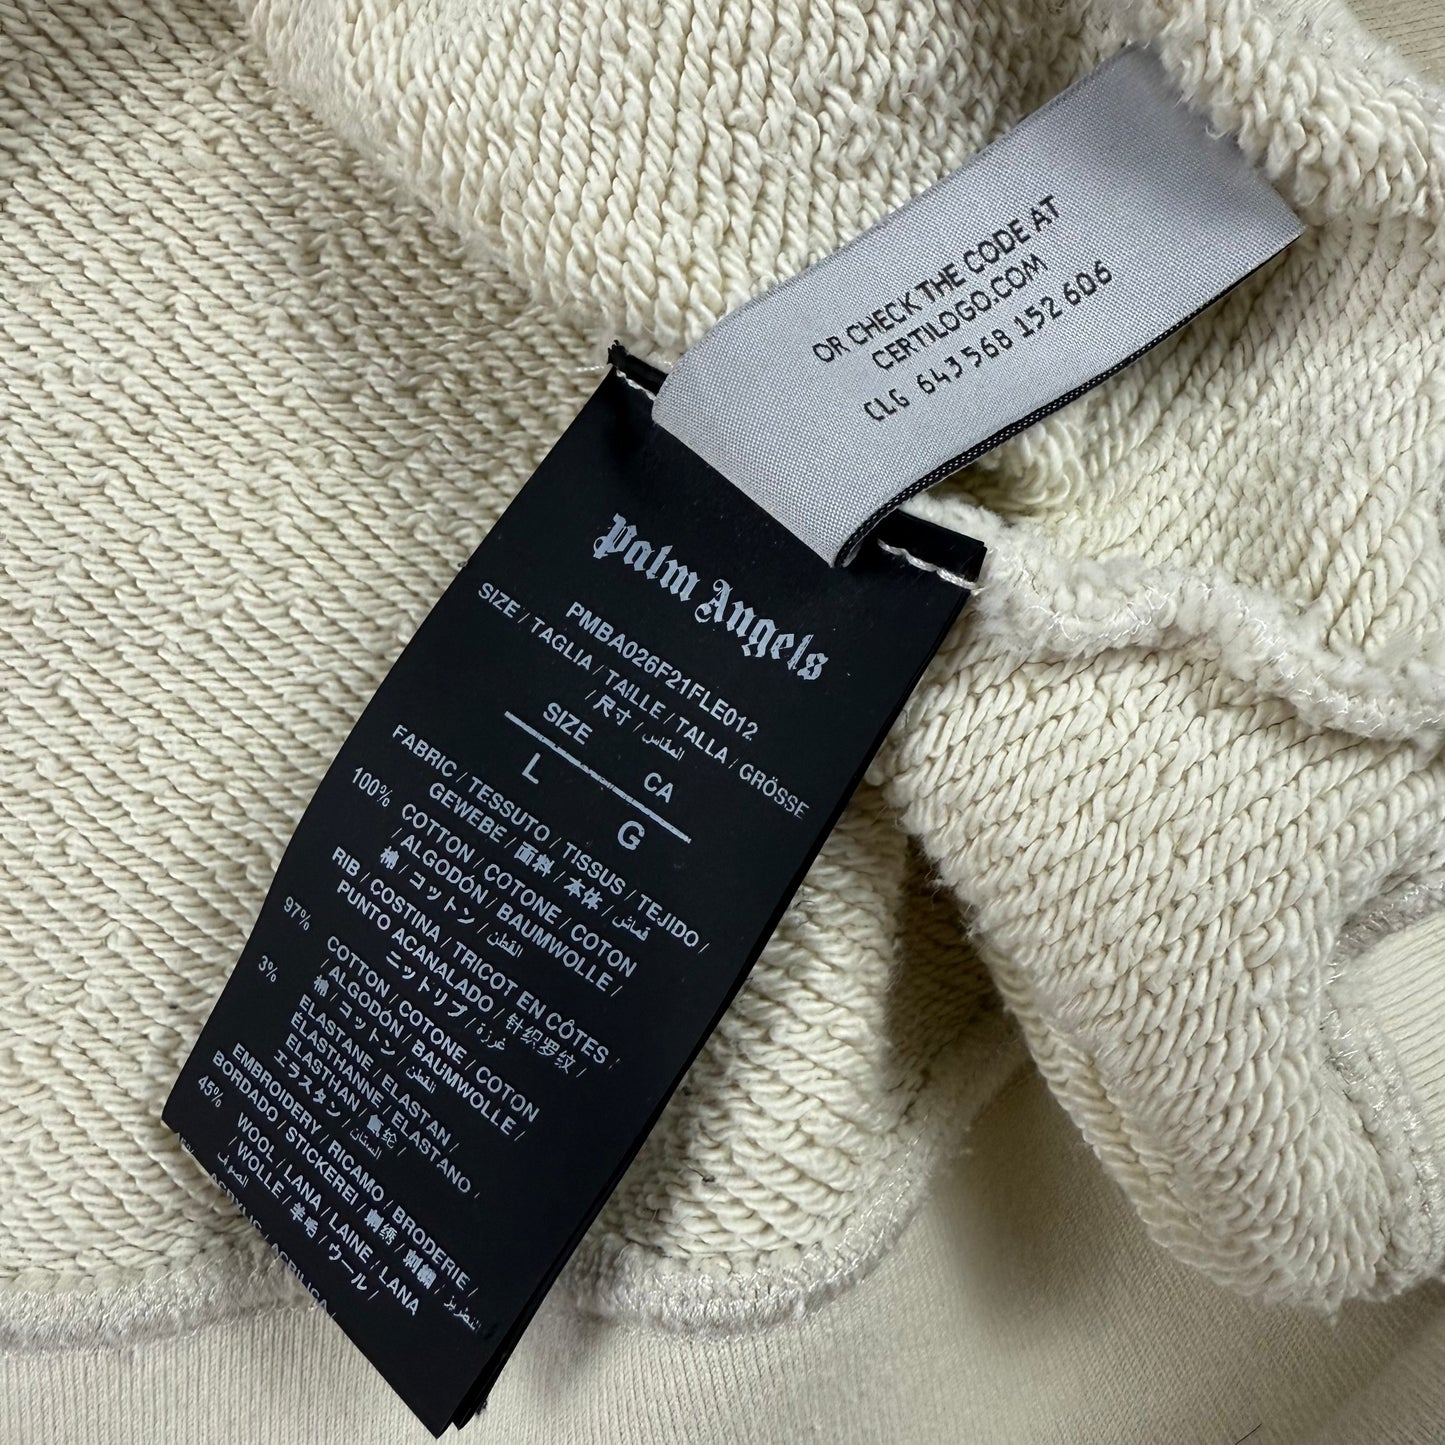 OR CHECK THE CODE AT
CERTILOGO.COM
CLG 643 568 152 606
Palm Angels
PMBA026F21FLE012
SIZE / TAGLIA / TAILLE / TALLA / GRÖSSE
/ 尺寸 / المقاس
SIZE CA
L G
FABRIC / TESSUTO / TISSUS / TEJIDO /
GEWEBE / 面料 / 本体 / قماش
100% COTTON / COTONE / COTON
/ ALGODÓN / BAUMWOLLE /
棉 / コットン / القطن
RIB / COSTINA / TRICOT EN CÔTES /
PUNTO ACANALADO / 针织罗纹
ニットリブ / غرزة
97% COTTON / COTONE / COTON
/ ALGODÓN / BAUMWOLLE /
棉 / コットン / القطن
3% ELASTANE / ELASTAN /
ÉLASTHANNE / ELASTANO /
ELASTHAN / 氨纶
エラスタン /
EMBROIDERY / RICAMO / BRODERIE /
BORDADO / STICKEREI / 刺绣 / 刺繍 / التطريز
45% WOOL / LANA / LAINE / LANA
/ WOLLE / 羊毛 / ウール /
الصوف